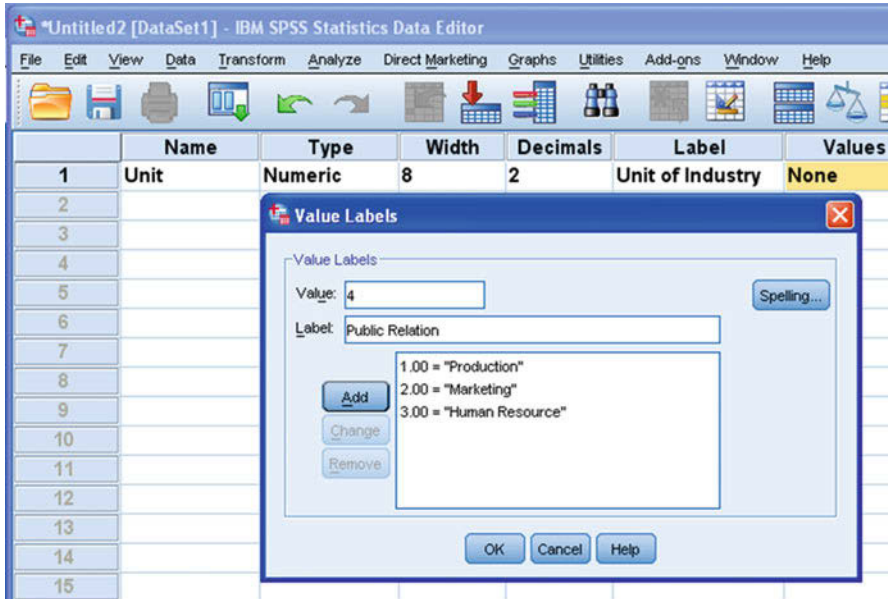 *Untitled2 [DataSet1] - IBM SPSS Statistics Data Editor
File Edit View Data Transform Analyze Direct Marketing Graphs Utilities Add-ons Window Help
Name Type Width Decimals Label Values
1 Unit Numeric 8 2 Unit of Industry None
2
3
4
5
6
7
8
9
10
11
12
13
14
15
Value Labels
Value Labels
Value: 4
Spelling...
Label: Public Relation
1.00 = "Production"
2.00 = "Marketing"
3.00 = "Human Resource"
Add
Change
Remove
OK Cancel Help